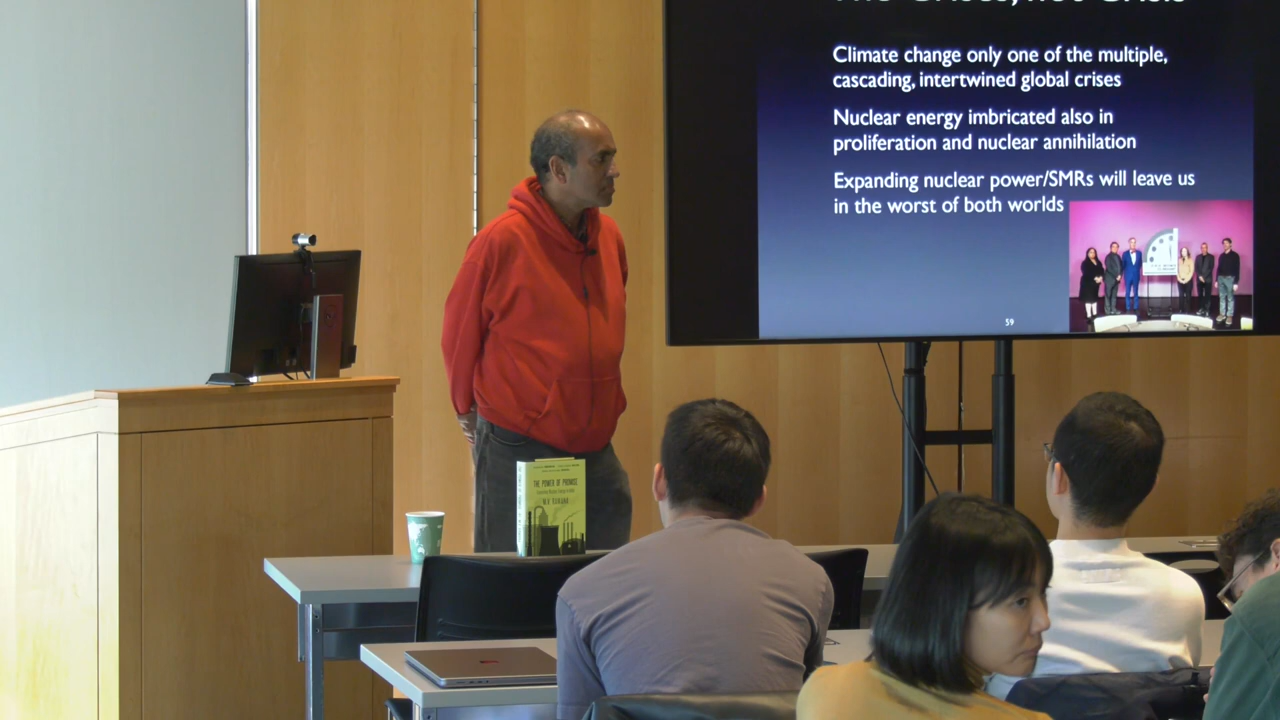 Climate change only one of the multiple,
cascading, intertwined global crises
Nuclear energy imbricated also in
proliferation and nuclear annihilation
Expanding nuclear power/SMRs will leave us
in the worst of both worlds
59
THE POWER OF PROMISE
M.V. RAMANA